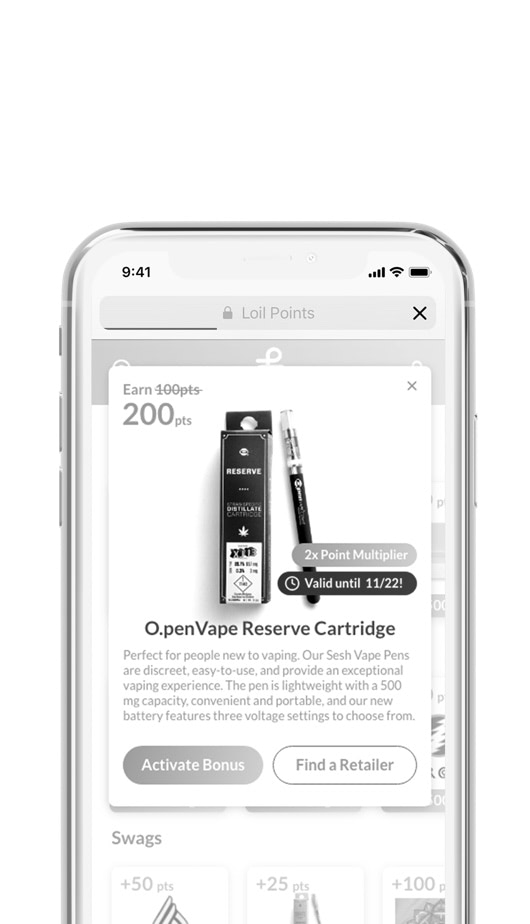 9:41
Loil Points
Earn 100pts
200pts
RESERVE
DISTILLATE
CARTRIDGE
2x Point Multiplier
Valid until 11/22!
O.penVape Reserve Cartridge
Perfect for people new to vaping. Our Sesh Vape Pens
are discreet, easy-to-use, and provide an exceptional
vaping experience. The pen is lightweight with a 500
mg capacity, convenient and portable, and our new
battery features three voltage settings to choose from.
Activate Bonus
Find a Retailer
Swags
+50 pts
+25 pts
+100 p